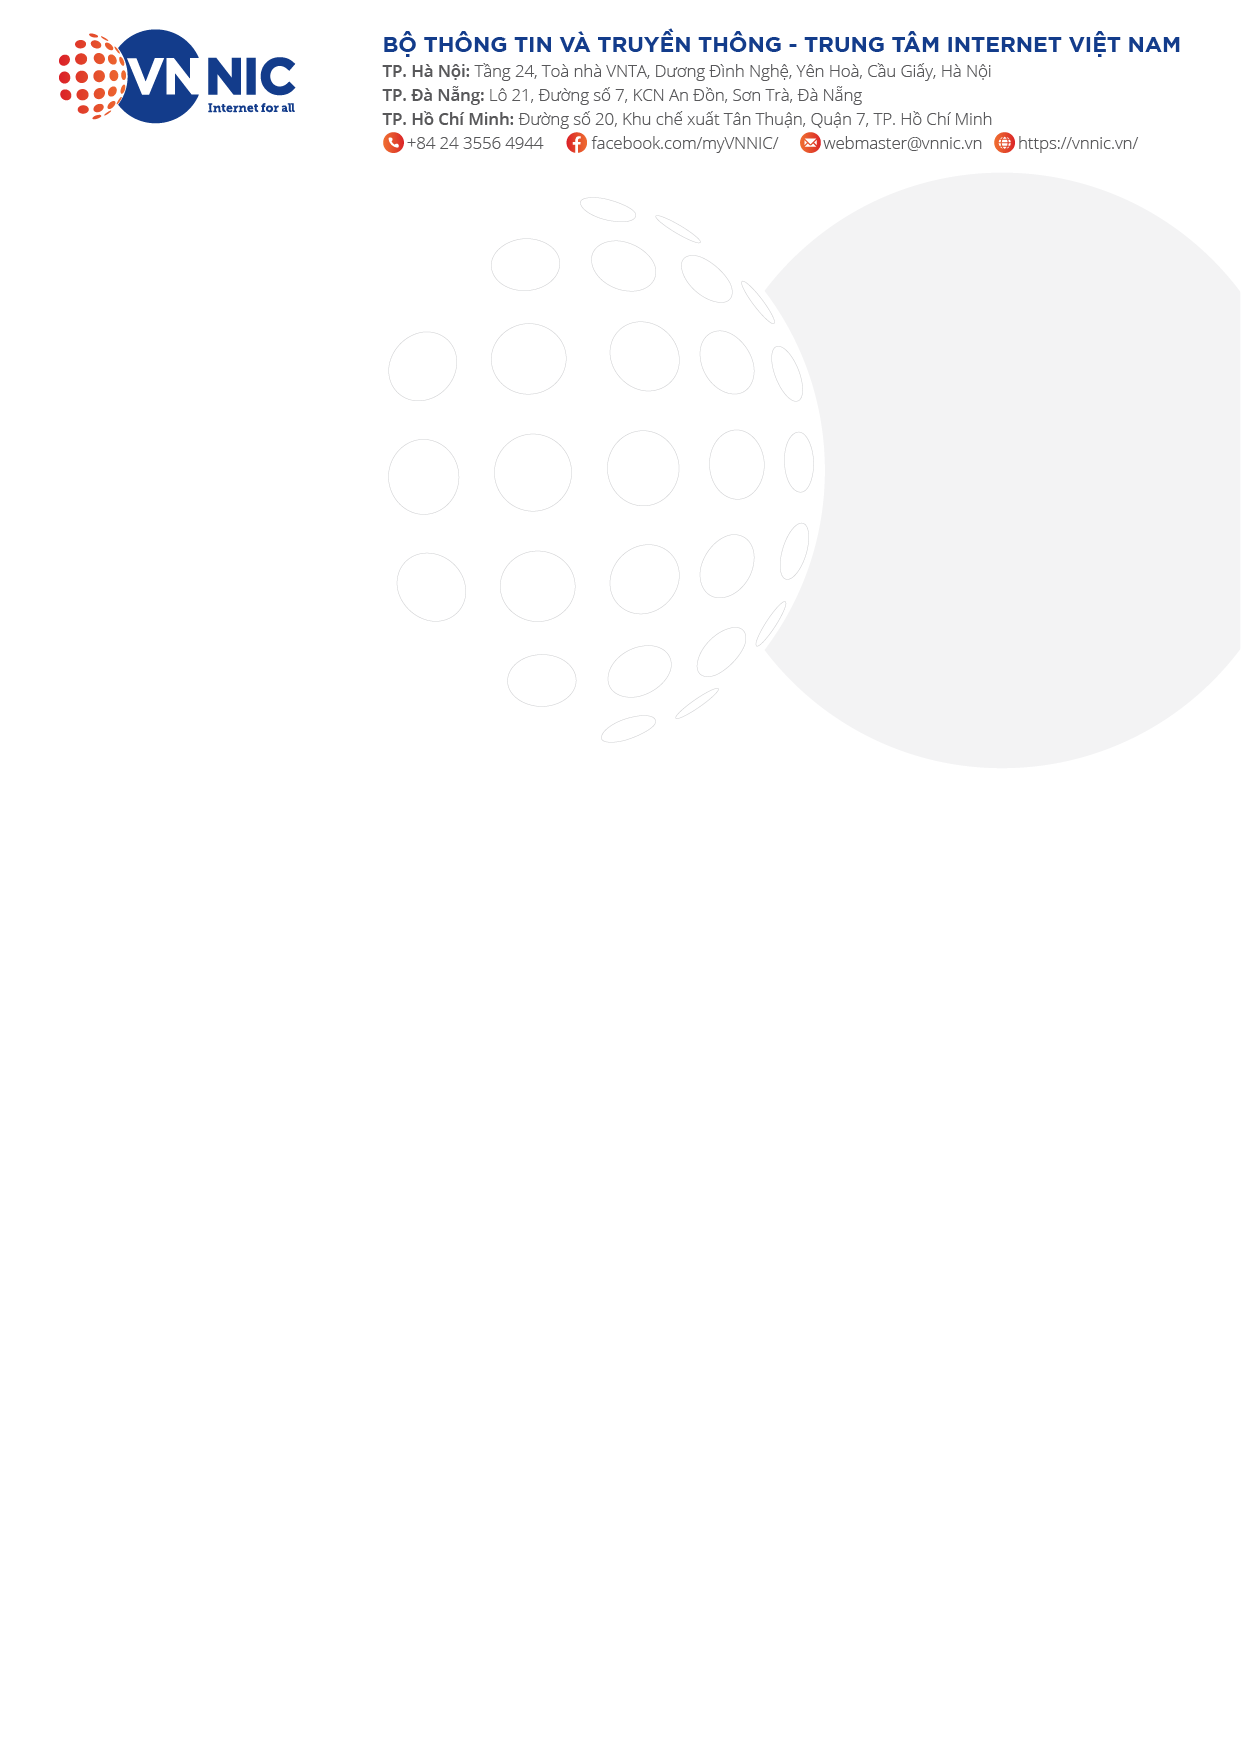 VN NIC
Internet for all
BỘ THÔNG TIN VÀ TRUYỀN THÔNG - TRUNG TÂM INTERNET VIỆT NAM
TP. Hà Nội: Tầng 24, Toà nhà VNTA, Dương Đình Nghệ, Yên Hoà, Cầu Giấy, Hà Nội
TP. Đà Nẵng: Lô 21, Đường số 7, KCN An Đồn, Sơn Trà, Đà Nẵng
TP. Hồ Chí Minh: Đường số 20, Khu chế xuất Tân Thuận, Quận 7, TP. Hồ Chí Minh
+84 24 3556 4944 facebook.com/myVNNIC/ webmaster@vnnic.vn https://vnnic.vn/